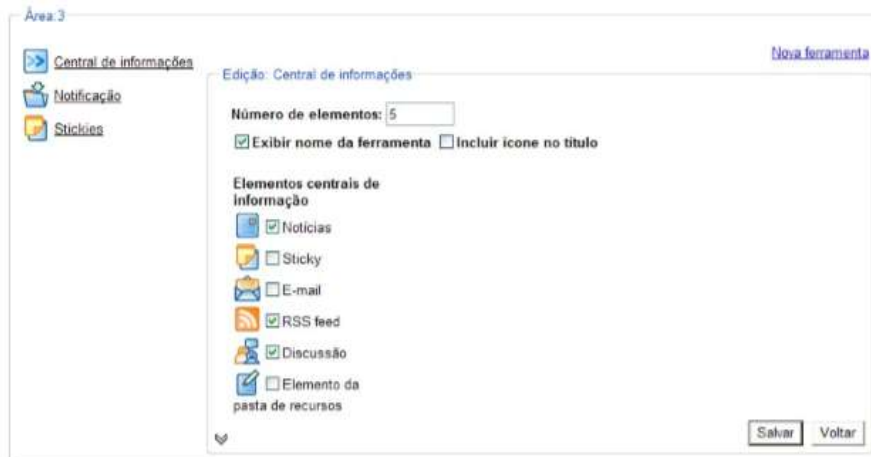 Área:3
Central de informações
Notificação
Stickies
Nova ferramenta
Edição: Central de informações
Número de elementos: 5
Exibir nome da ferramenta Incluir ícone no título
Elementos centrais de
informação
Notícias
Sticky
E-mail
RSS feed
Discussão
Elemento da
pasta de recursos
Salvar Voltar